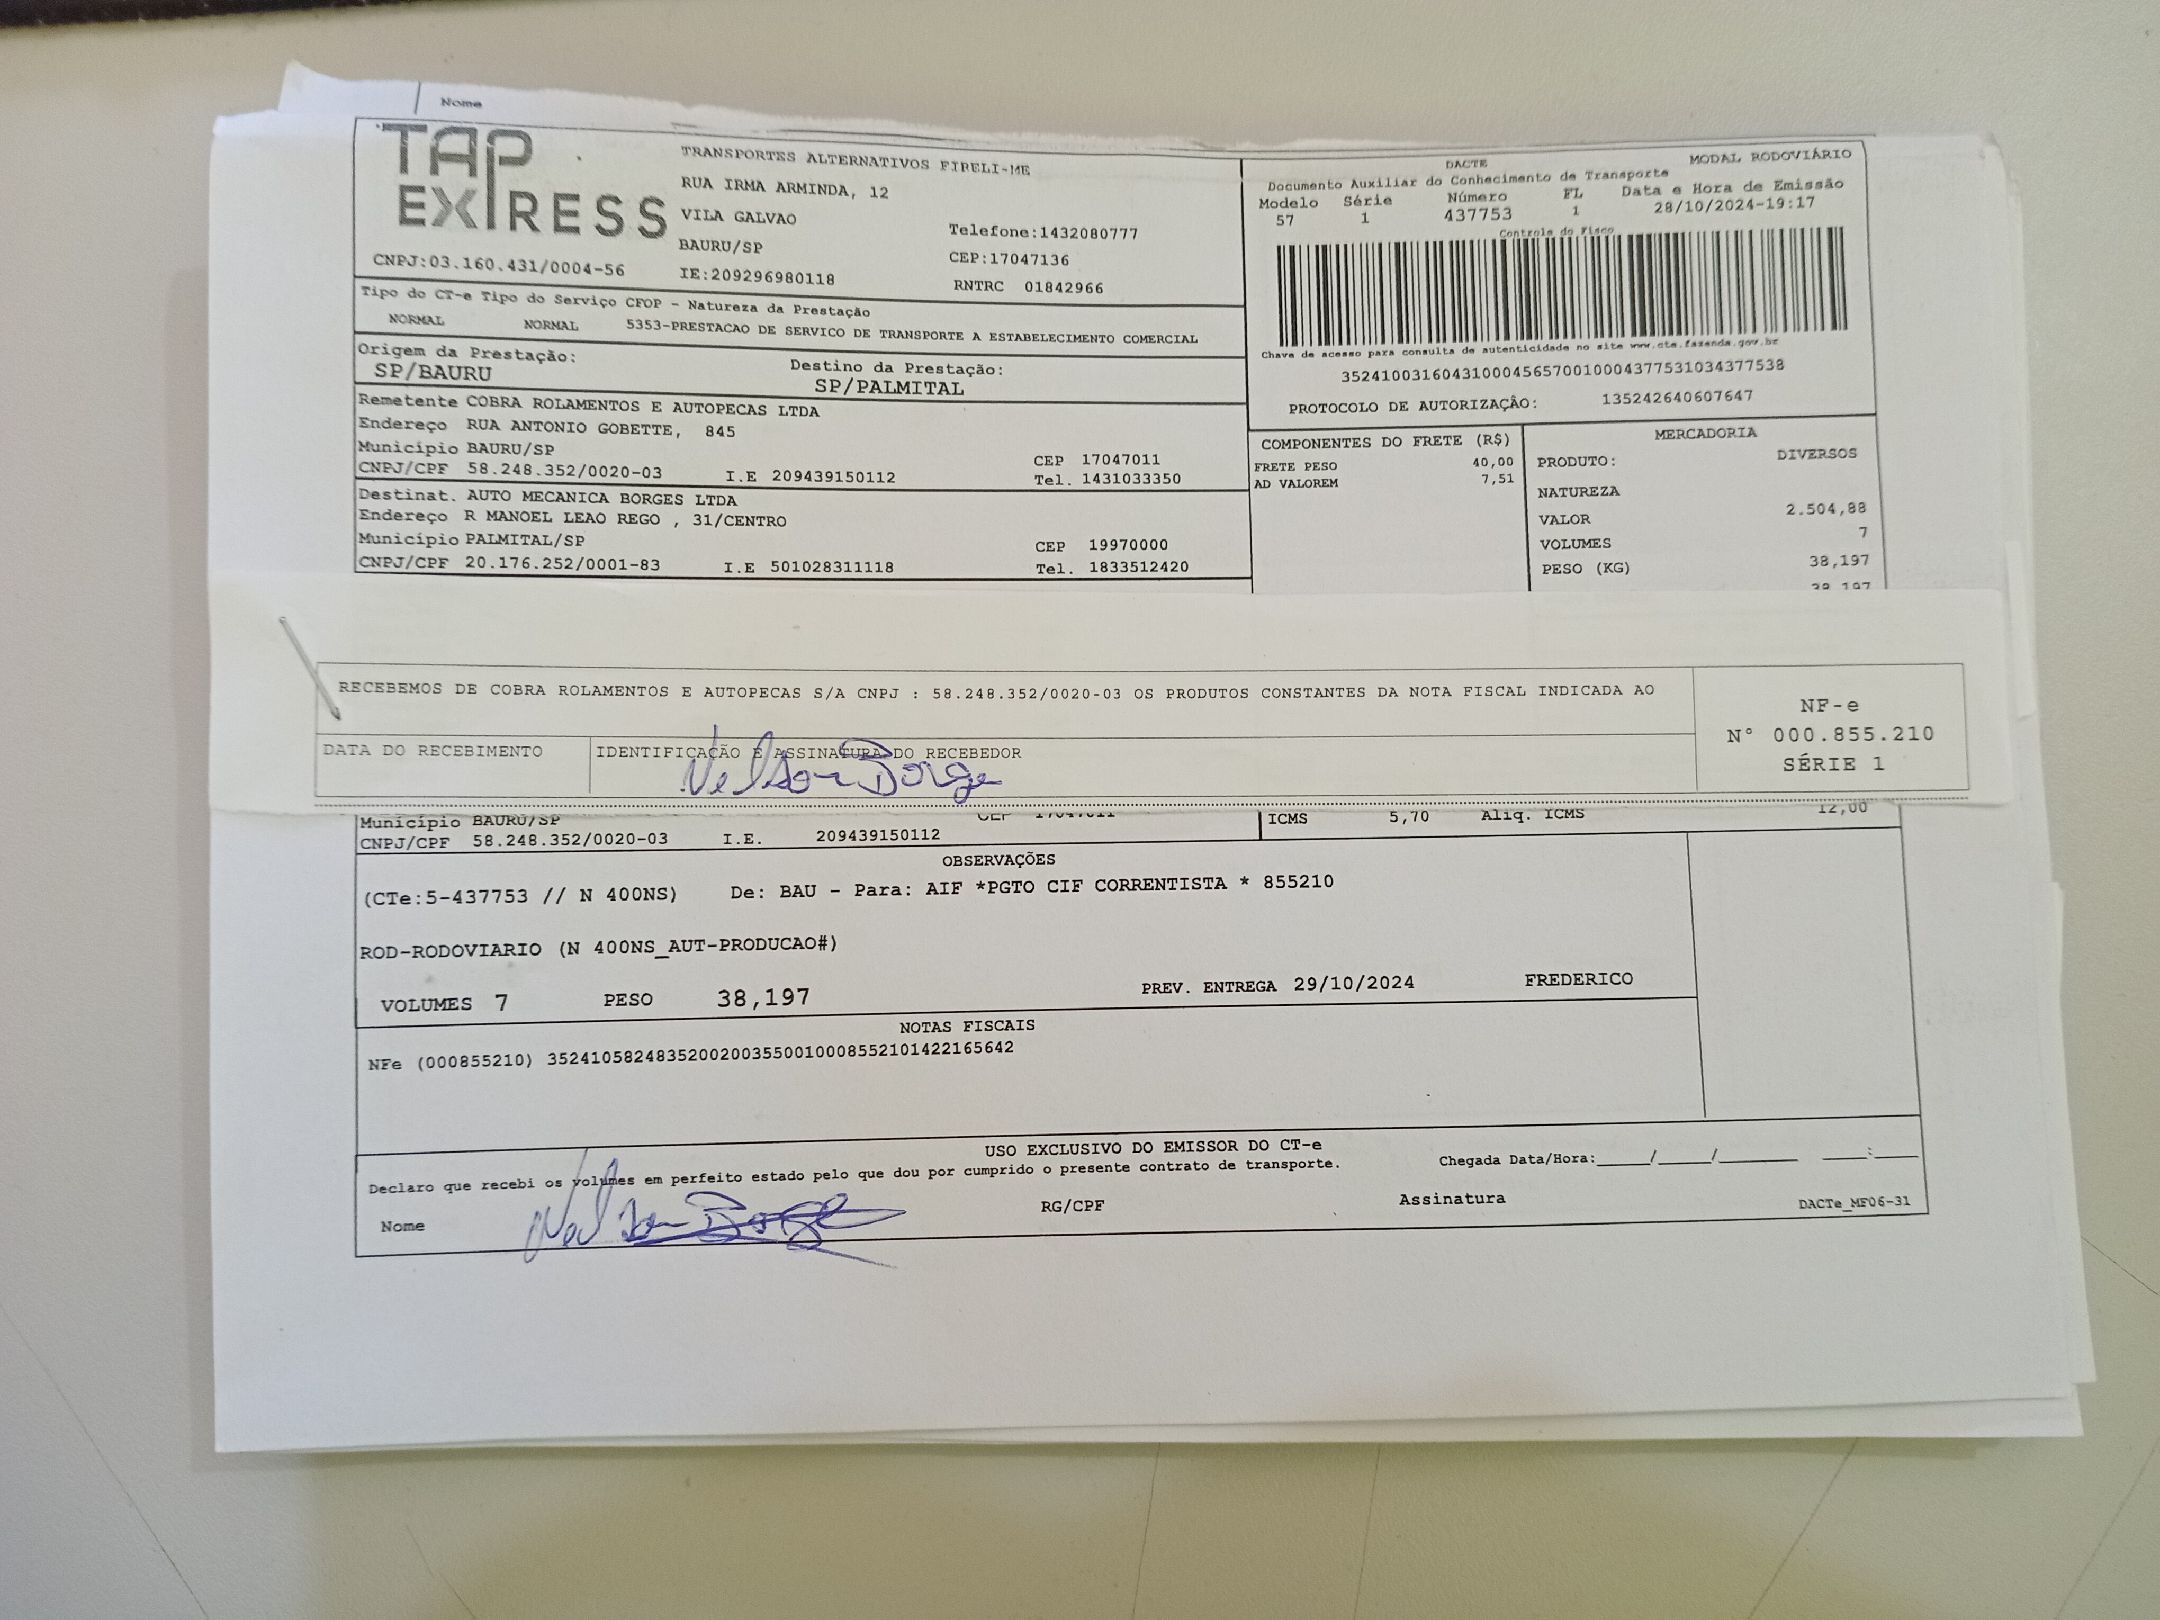 Nome
TAP EXPRESS
TRANSPORTES ALTERNATIVOS EIRELI-ME
RUA IRMA ARMINDA, 12
VILA GALVAO
BAURU/SP
Telefone:1432080777
CEP:17047136
CNPJ:03.160.431/0004-56
IE:209296980118
RNTRC 01842966
DACTE MODAL RODOVIÁRIO
Documento Auxiliar do Conhecimento de Transporte
Modelo Série Número FL Data e Hora de Emissão
57 1 437753 1 28/10/2024-19:17
Controle do Fisco
Chave de acesso para consulta de autenticidade no site www.cte.fazenda.gov.br
35241003160431000456570010004377531034377538
PROTOCOLO DE AUTORIZAÇÃO: 135242640607647
Tipo do CT-e Tipo do Serviço CFOP - Natureza da Prestação
NORMAL NORMAL 5353-PRESTACAO DE SERVICO DE TRANSPORTE A ESTABELECIMENTO COMERCIAL
Origem da Prestação: Destino da Prestação:
SP/BAURU SP/PALMITAL
Remetente COBRA ROLAMENTOS E AUTOPECAS LTDA
Endereço RUA ANTONIO GOBETTE, 845
Município BAURU/SP CEP 17047011
CNPJ/CPF 58.248.352/0020-03 I.E 209439150112 Tel. 1431033350
Destinat. AUTO MECANICA BORGES LTDA
Endereço R MANOEL LEAO REGO , 31/CENTRO
Município PALMITAL/SP CEP 19970000
CNPJ/CPF 20.176.252/0001-83 I.E 501028311118 Tel. 1833512420
COMPONENTES DO FRETE (R$)
FRETE PESO 40,00
AD VALOREM 7,51
MERCADORIA
PRODUTO: DIVERSOS
NATUREZA
VALOR 2.504,88
VOLUMES 7
PESO (KG) 38,197
38,197
RECEBEMOS DE COBRA ROLAMENTOS E AUTOPECAS S/A CNPJ : 58.248.352/0020-03 OS PRODUTOS CONSTANTES DA NOTA FISCAL INDICADA AO
DATA DO RECEBIMENTO IDENTIFICAÇÃO E ASSINATURA DO RECEBEDOR
Nelson Borge
NF-e
N° 000.855.210
SÉRIE 1
Município BAURU/SP CEP 17047011
CNPJ/CPF 58.248.352/0020-03 I.E. 209439150112
ICMS 5,70 Aliq. ICMS 12,00
OBSERVAÇÕES
(CTe:5-437753 // N 400NS) De: BAU - Para: AIF *PGTO CIF CORRENTISTA * 855210
ROD-RODOVIARIO (N 400NS_AUT-PRODUCAO#)
VOLUMES 7 PESO 38,197 PREV. ENTREGA 29/10/2024 FREDERICO
NOTAS FISCAIS
NFe (000855210) 35241058248352002003550010008552101422165642
USO EXCLUSIVO DO EMISSOR DO CT-e
Declaro que recebi os volumes em perfeito estado pelo que dou por cumprido o presente contrato de transporte. Chegada Data/Hora:____/____/______ ____:____
Nome Nelson Borge RG/CPF Assinatura
DACTe_MF06-31